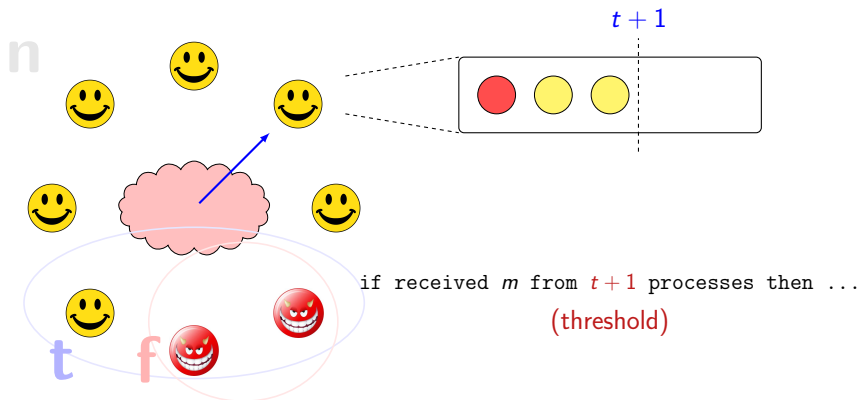 t + 1
n
if received m from t + 1 processes then ...
(threshold)
t f